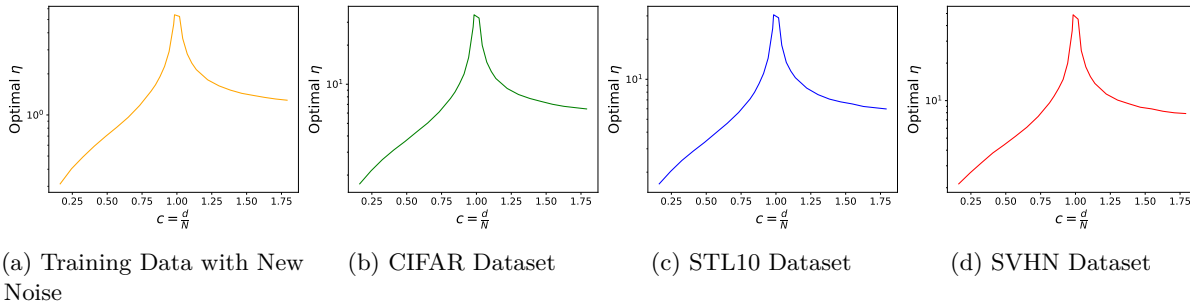 Optimal η
10⁰
0.25 0.50 0.75 1.00 1.25 1.50 1.75
c = d/N
(a) Training Data with New
Noise
Optimal η
10¹
0.25 0.50 0.75 1.00 1.25 1.50 1.75
c = d/N
(b) CIFAR Dataset
Optimal η
10¹
0.25 0.50 0.75 1.00 1.25 1.50 1.75
c = d/N
(c) STL10 Dataset
Optimal η
10¹
0.25 0.50 0.75 1.00 1.25 1.50 1.75
c = d/N
(d) SVHN Dataset